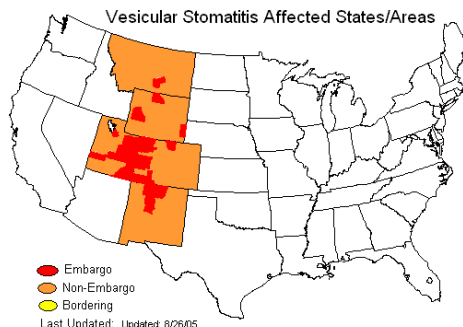 Vesicular Stomatitis Affected States/Areas
Embargo
Non-Embargo
Bordering
Last Updated: Updated: 8/26/05